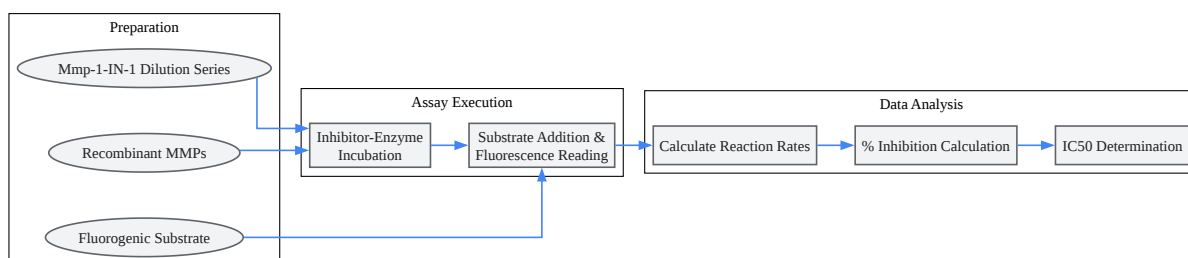 Preparation
Mmp-1-IN-1 Dilution Series
Recombinant MMPs
Fluorogenic Substrate
Assay Execution
Inhibitor-Enzyme
Incubation
Substrate Addition &
Fluorescence Reading
Data Analysis
Calculate Reaction Rates
% Inhibition Calculation
IC50 Determination